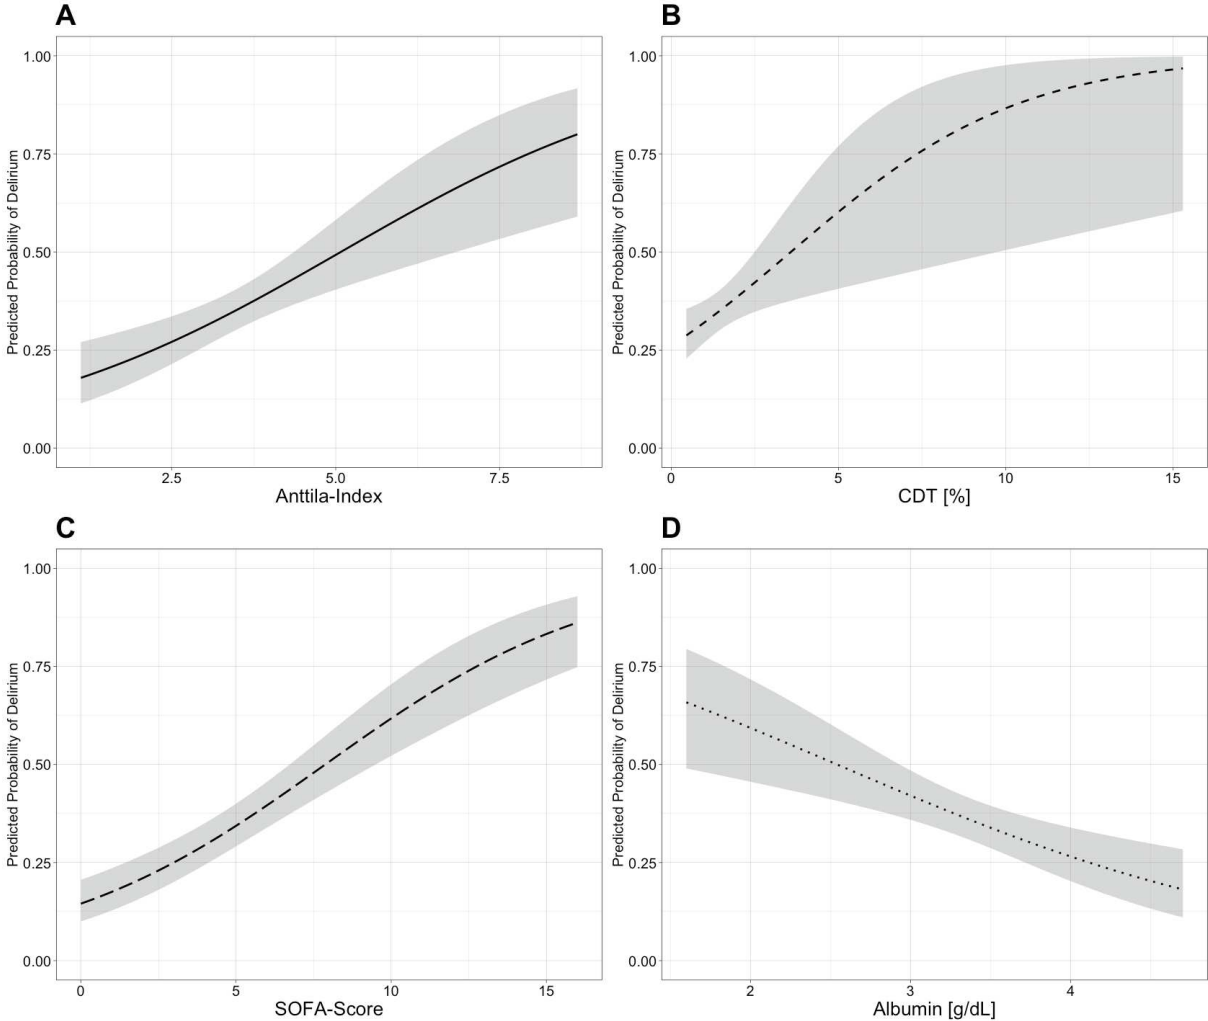 A
Predicted Probability of Delirium
1.00
0.75
0.50
0.25
0.00
2.5 5.0 7.5
Anttila-Index
B
Predicted Probability of Delirium
1.00
0.75
0.50
0.25
0.00
0 5 10 15
CDT [%]
C
Predicted Probability of Delirium
1.00
0.75
0.50
0.25
0.00
0 5 10 15
SOFA-Score
D
Predicted Probability of Delirium
1.00
0.75
0.50
0.25
0.00
2 3 4
Albumin [g/dL]